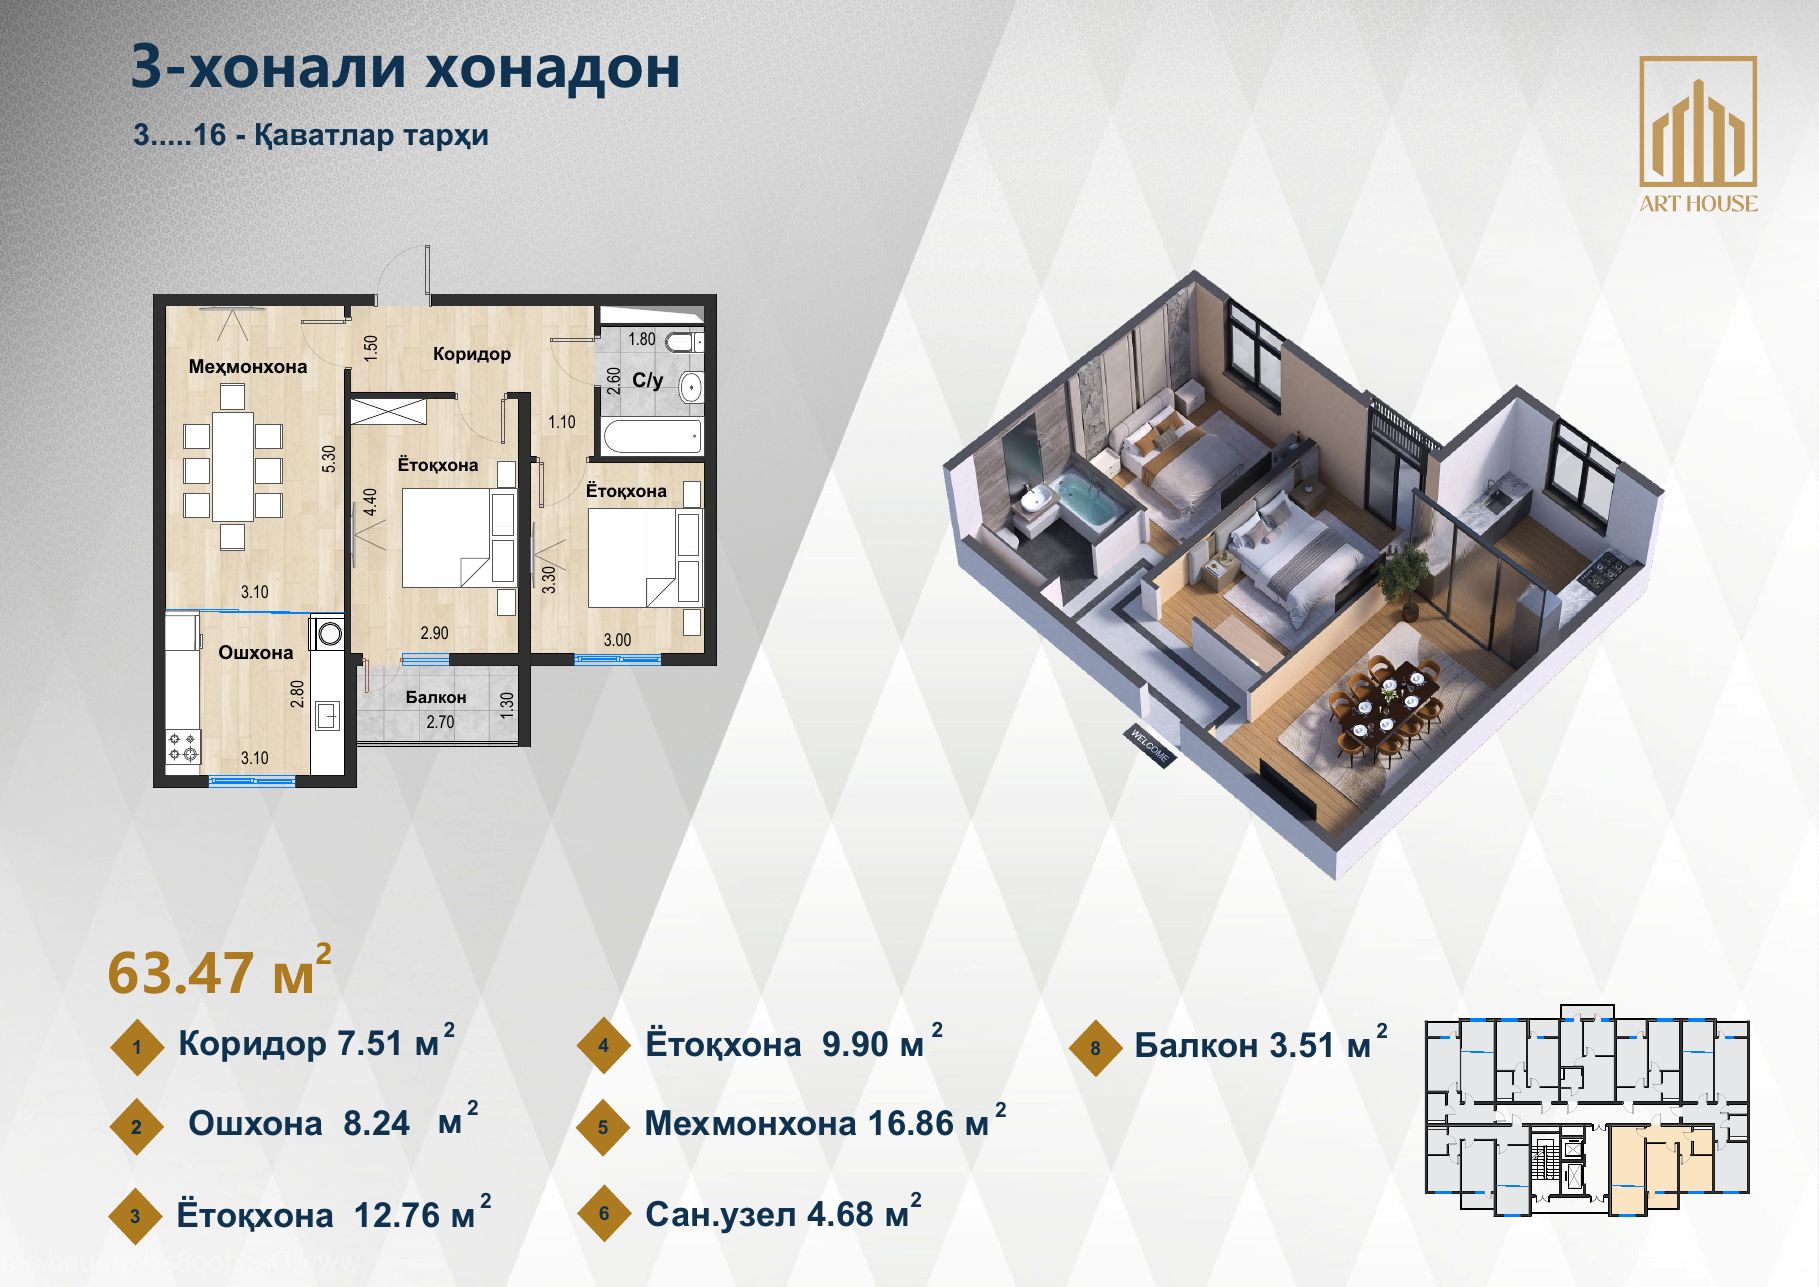 3-хонали хонадон
3.....16 - Қаватлар тарҳи
ART HOUSE
Меҳмонхона
1.50
Коридор
1.80
С/у
2.60
1.10
5.30
Ётоқхона
4.40
Ётоқхона
3.30
3.10
2.90
3.00
Ошхона
2.80
Балкон
2.70
1.30
3.10
WELCOME
63.47 м²
1 Коридор 7.51 м²
2 Ошхона 8.24 м²
3 Ётоқхона 12.76 м²
4 Ётоқхона 9.90 м²
5 Мехмонхона 16.86 м²
6 Сан.узел 4.68 м²
8 Балкон 3.51 м²